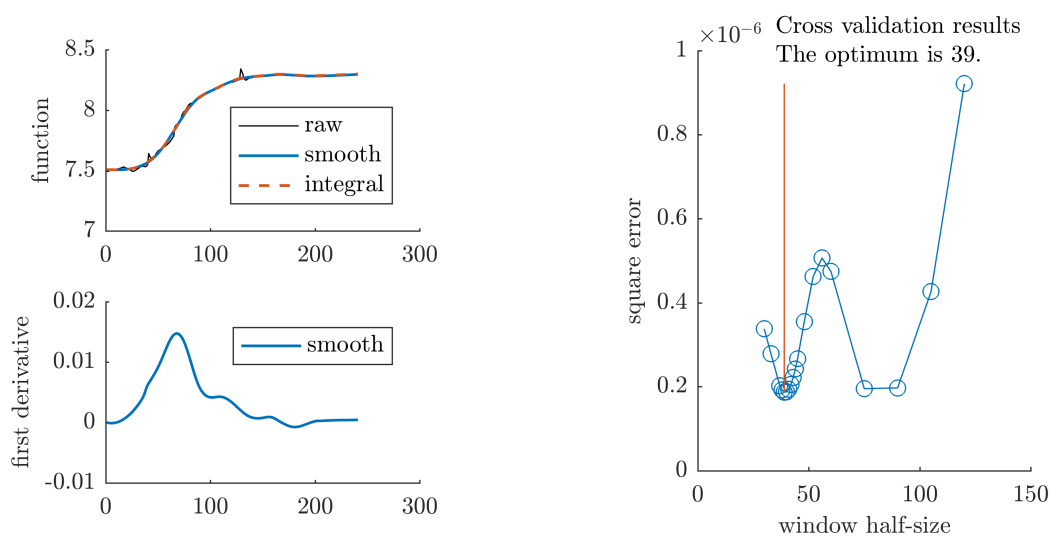 8.5
8
7.5
7
function
raw
smooth
integral
0
100
200
300
0.02
0.01
0
-0.01
first derivative
smooth
0
100
200
300
×10⁻⁶
Cross validation results
The optimum is 39.
1
0.8
0.6
0.4
0.2
0
square error
0
50
100
150
window half-size